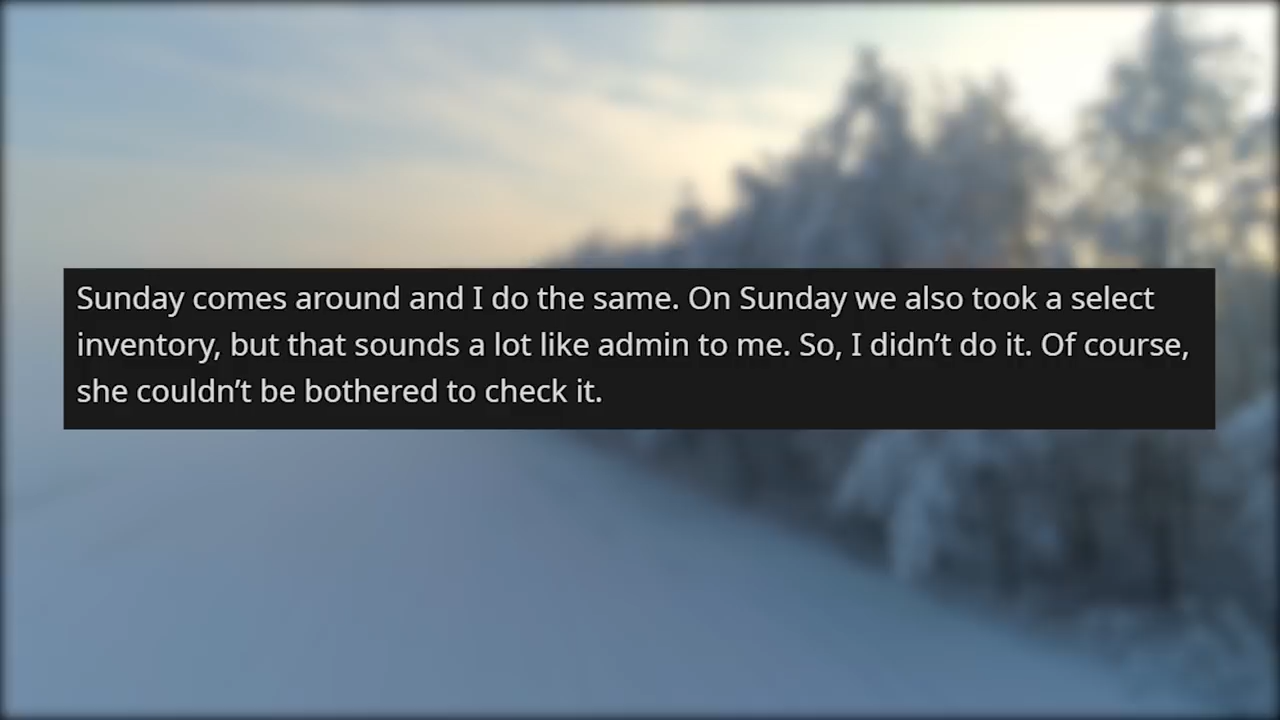 Sunday comes around and I do the same. On Sunday we also took a select
inventory, but that sounds a lot like admin to me. So, I didn’t do it. Of course,
she couldn’t be bothered to check it.